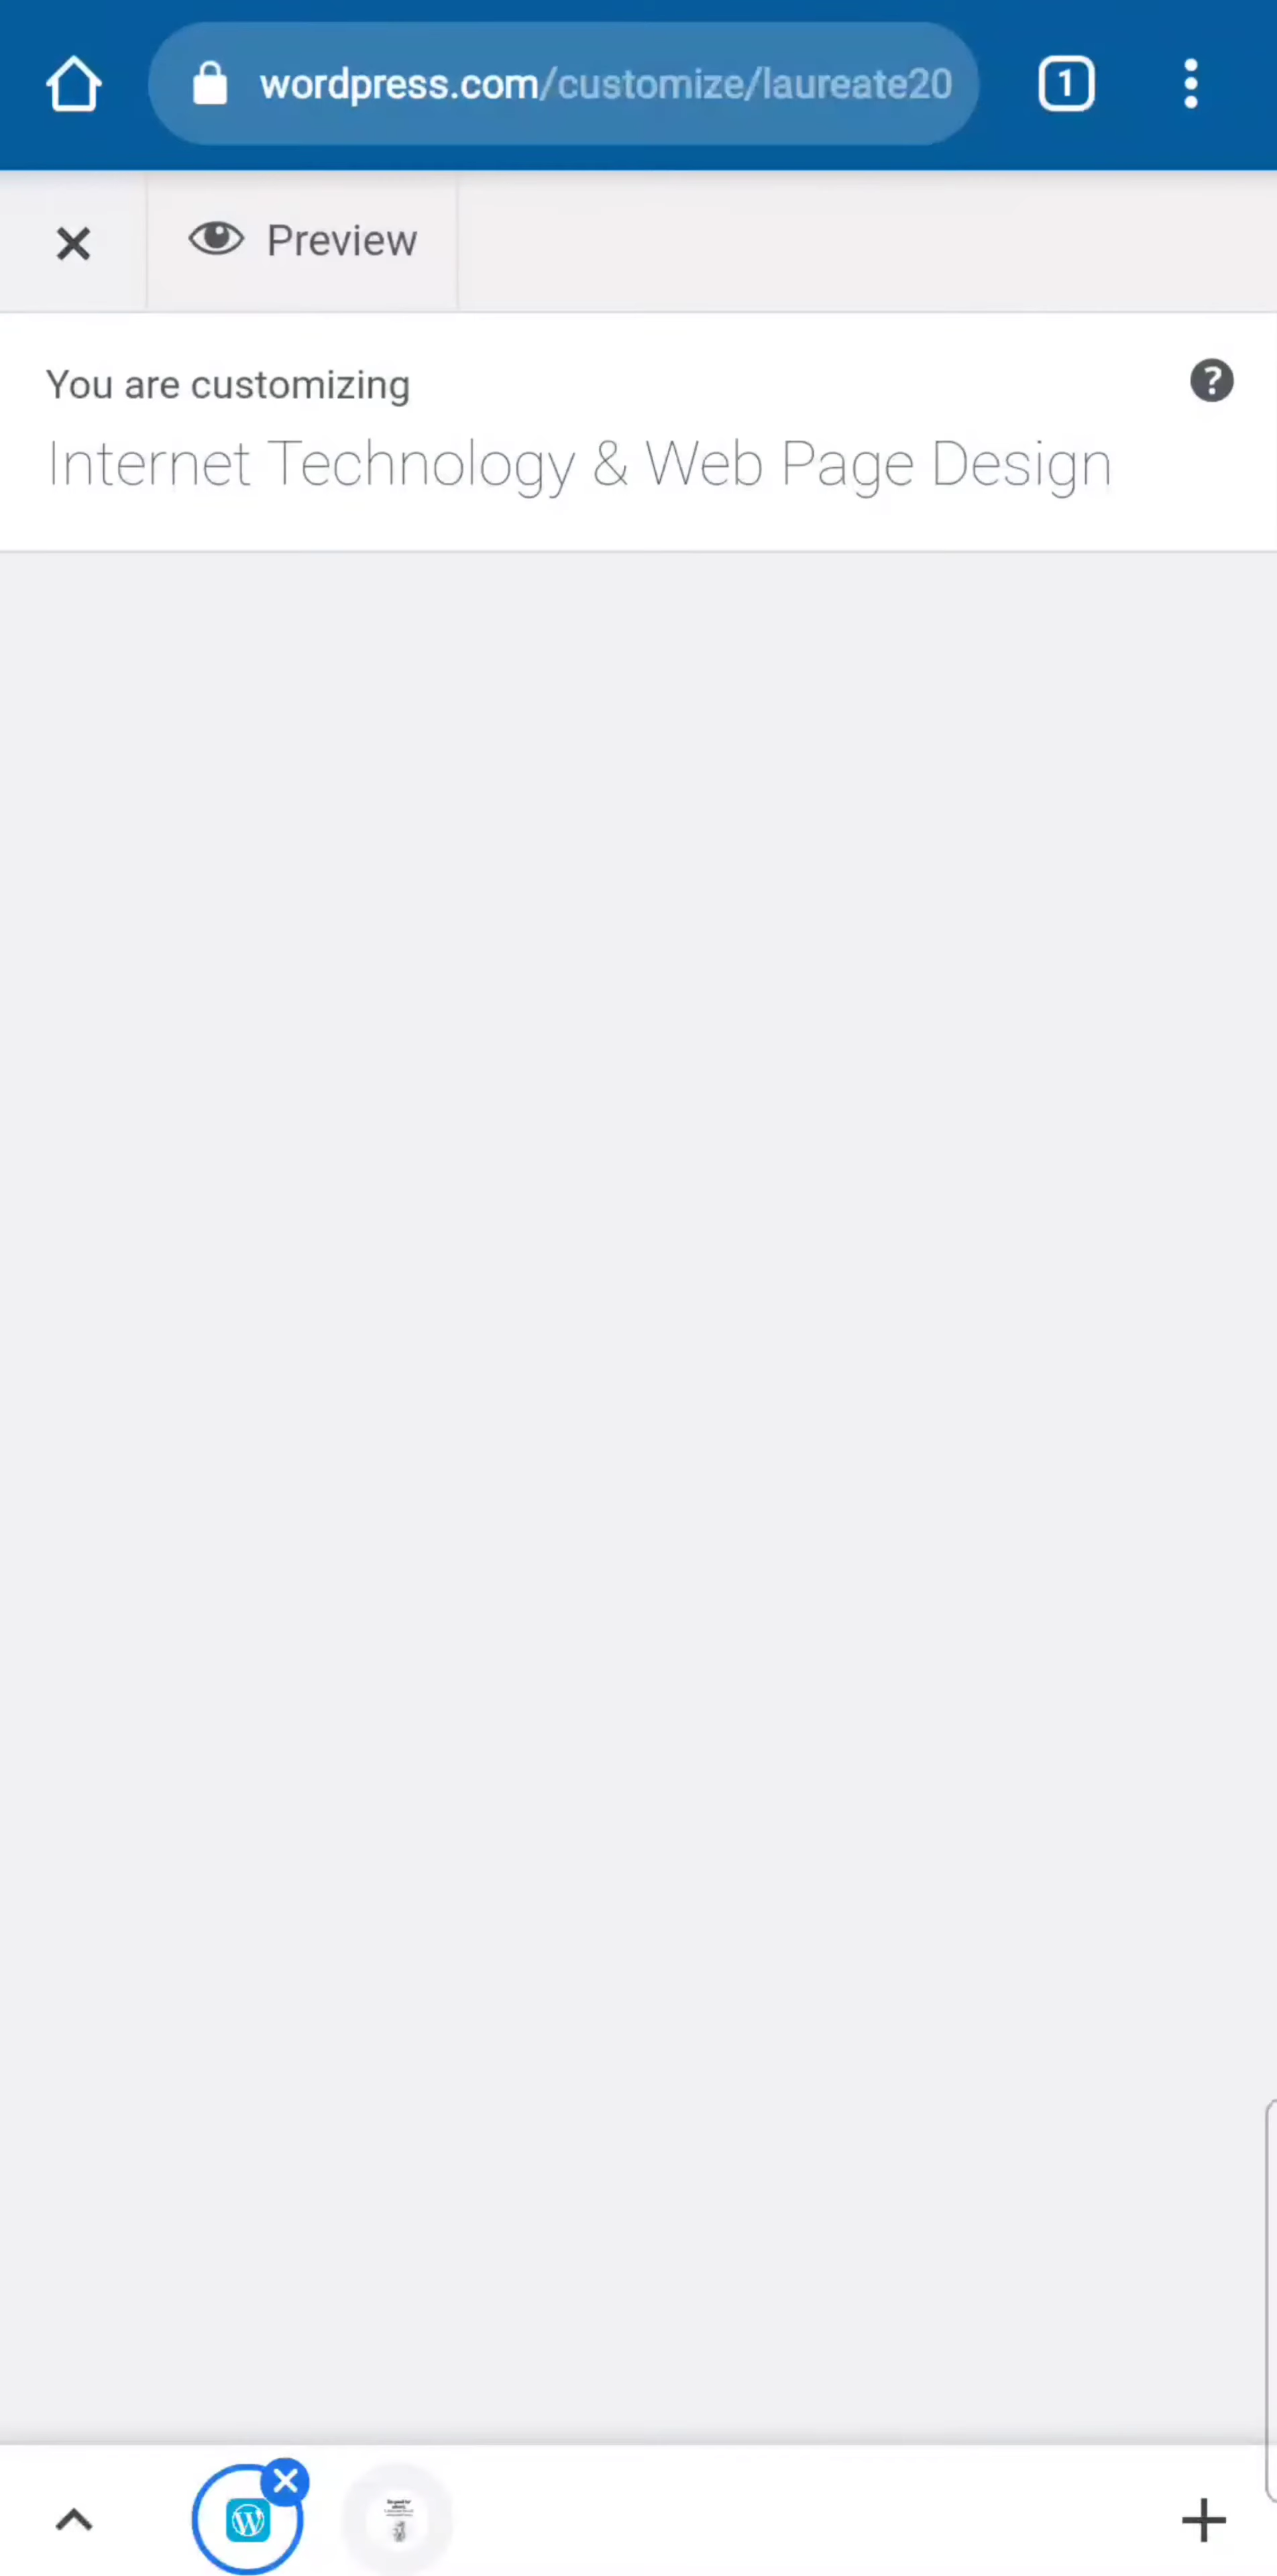 wordpress.com/customize/laureate20
1
Preview
You are customizing
Internet Technology & Web Page Design